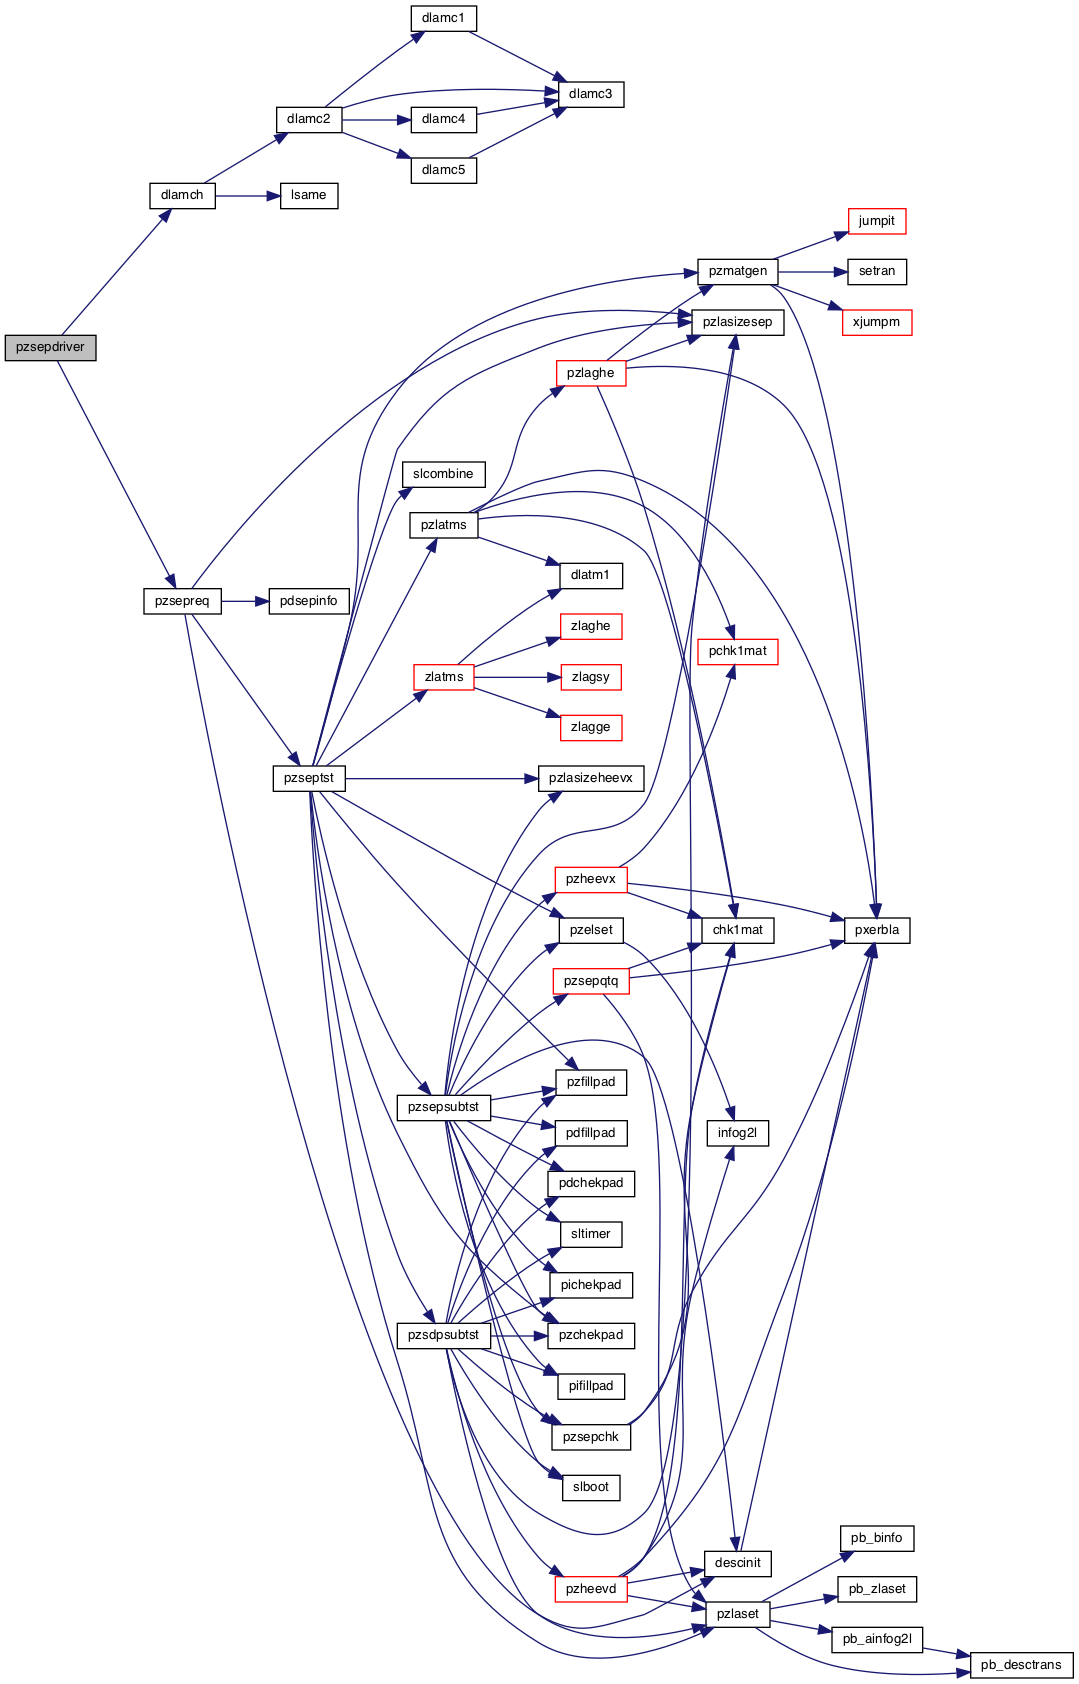 dlamc1
dlamc3
dlamc2
dlamc4
dlamc5
dlamch
lsame
jumpit
pzmatgen
setran
pzlasizesep
xjumpm
pzsepdriver
pzlaghe
slcombine
pzlatms
dlatm1
pzsepreq
pdsepinfo
zlaghe
pchk1mat
zlatms
zlagsy
zlagge
pzseptst
pzlasizeheevx
pzheevx
pzelset
chk1mat
pxerbla
pzsepqtq
pzfillpad
pzsepsubtst
pdfillpad
infog2l
pdchekpad
sltimer
pichekpad
pzsdpsubtst
pzchekpad
pifillpad
pzsepchk
slboot
pb_binfo
descinit
pzheevd
pb_zlaset
pzlaset
pb_ainfog2l
pb_desctrans